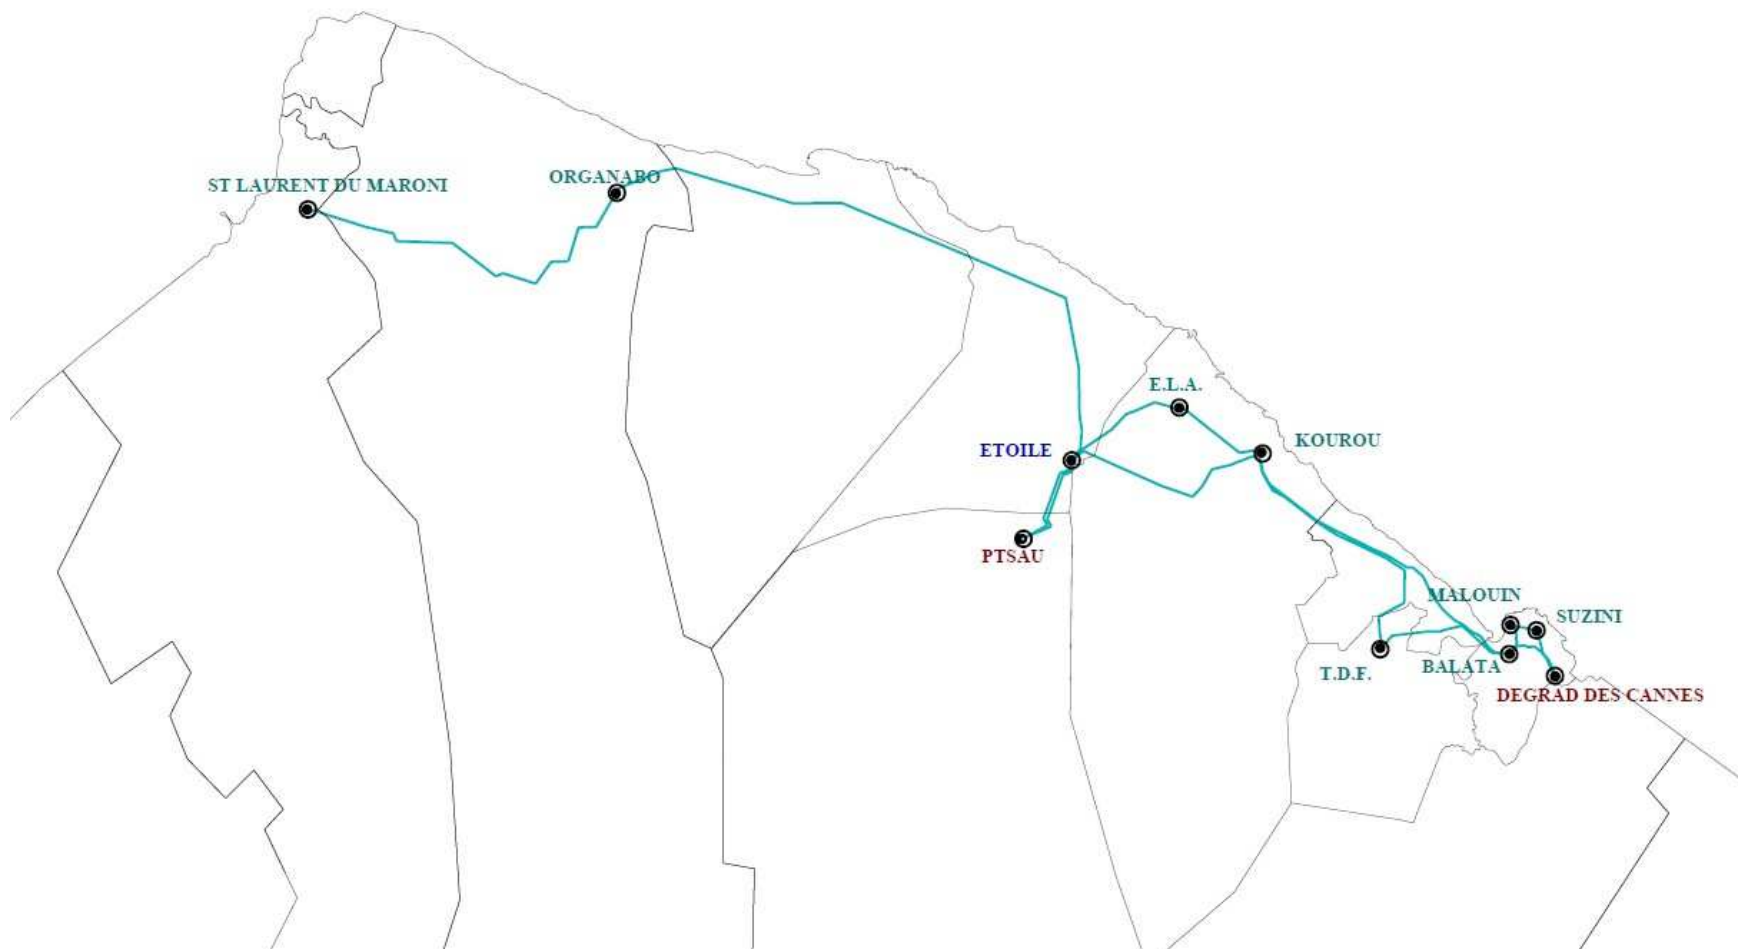 ORGANABO
ST LAURENT DU MARONI
E.L.A.
KOUROU
ETOILE
PTSAU
MALOUIN
SUZINI
BALATA
T.D.F.
DEGRAD DES CANNES